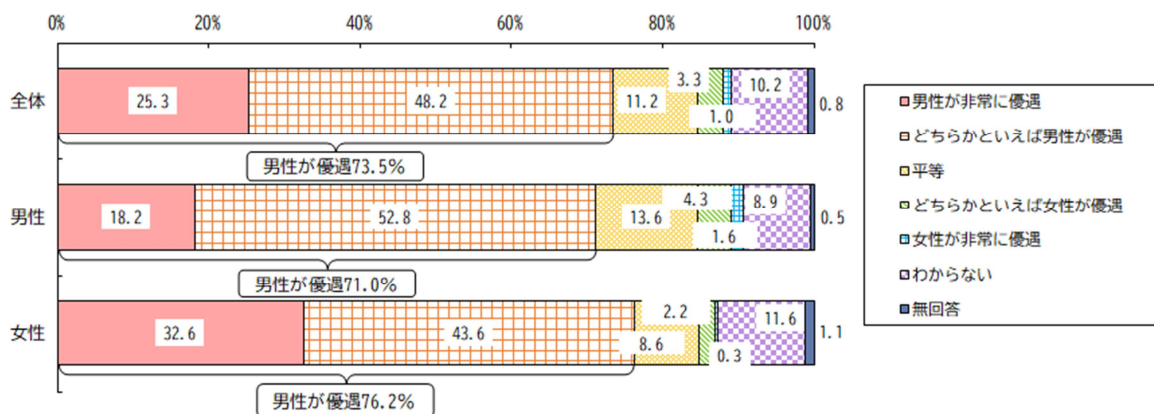 0% 20% 40% 60% 80% 100%
全体 25.3 48.2 11.2 3.3 1.0 10.2 0.8
男性が優遇73.5%
男性 18.2 52.8 13.6 4.3 1.6 8.9 0.5
男性が優遇71.0%
女性 32.6 43.6 8.6 2.2 0.3 11.6 1.1
男性が優遇76.2%
男性が非常に優遇
どちらかといえば男性が優遇
平等
どちらかといえば女性が優遇
女性が非常に優遇
わからない
無回答